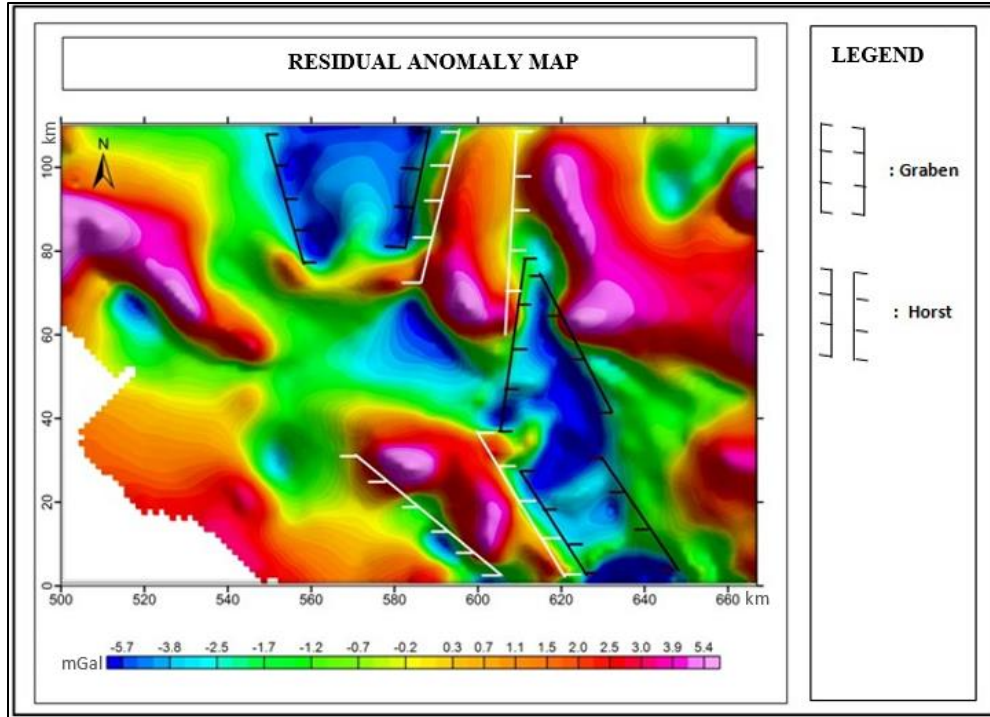 RESIDUAL ANOMALY MAP
LEGEND
km
N
100
80
60
40
20
0
500 520 540 560 580 600 620 640 660 km
: Graben
: Horst
-5.7 -3.8 -2.5 -1.7 -1.2 -0.7 -0.2 0.3 0.7 1.1 1.5 2.0 2.5 3.0 3.9 5.4
mGal